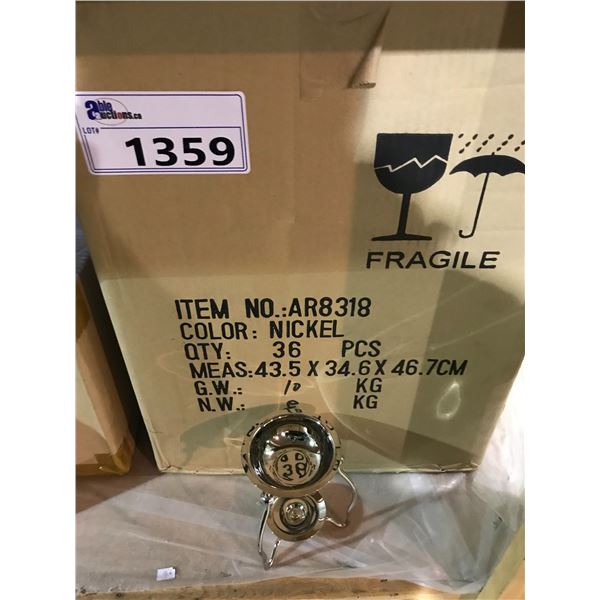 able
auctions.ca
LOT#
1359
FRAGILE
ITEM NO.:AR8318
COLOR: NICKEL
QTY: 36 PCS
MEAS:43.5 X 34.6 X 46.7CM
G.W.: 10 KG
N.W.: KG